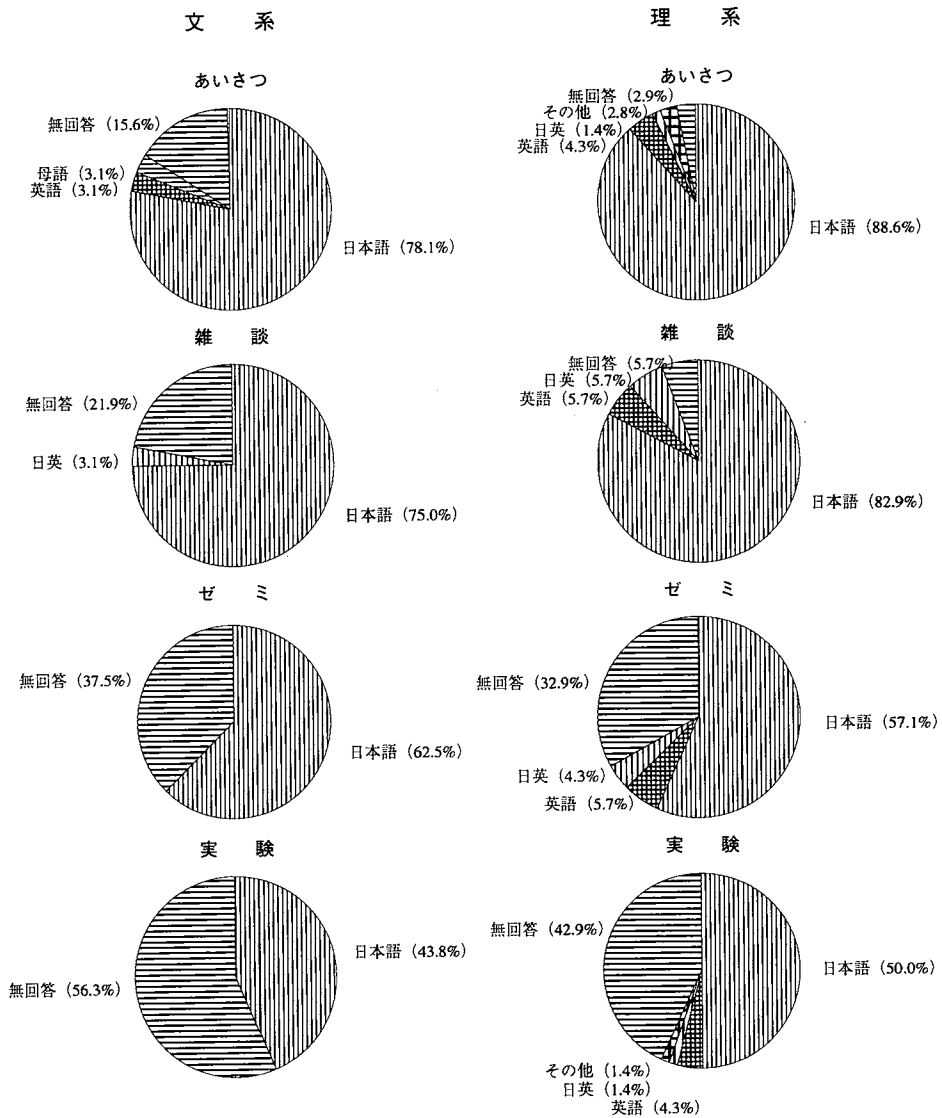 文系
あいさつ
無回答 (15.6%)
母語 (3.1%)
英語 (3.1%)
日本語 (78.1%)
雑談
無回答 (21.9%)
日英 (3.1%)
日本語 (75.0%)
ゼミ
無回答 (37.5%)
日本語 (62.5%)
実験
日本語 (43.8%)
無回答 (56.3%)
理系
あいさつ
無回答 (2.9%)
その他 (2.8%)
日英 (1.4%)
英語 (4.3%)
日本語 (88.6%)
雑談
無回答 (5.7%)
日英 (5.7%)
英語 (5.7%)
日本語 (82.9%)
ゼミ
無回答 (32.9%)
日本語 (57.1%)
日英 (4.3%)
英語 (5.7%)
実験
無回答 (42.9%)
日本語 (50.0%)
その他 (1.4%)
日英 (1.4%)
英語 (4.3%)